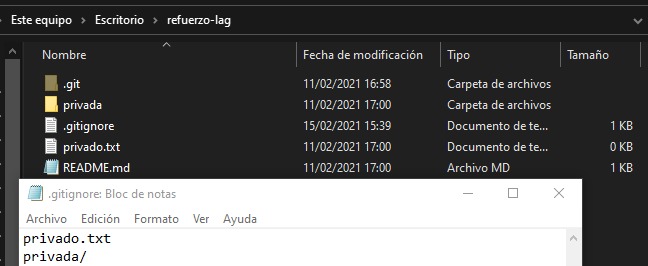 Este equipo > Escritorio > refuerzo-lag
Nombre Fecha de modificación Tipo Tamaño
.git 11/02/2021 16:58 Carpeta de archivos
privada 11/02/2021 17:00 Carpeta de archivos
.gitignore 15/02/2021 15:39 Documento de te... 1 KB
privado.txt 11/02/2021 17:00 Documento de te... 0 KB
README.md 11/02/2021 17:00 Archivo MD 1 KB
.gitignore: Bloc de notas
Archivo Edición Formato Ver Ayuda
privado.txt
privada/